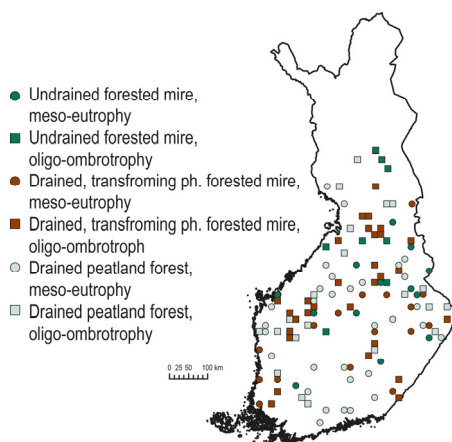 Undrained forested mire,
meso-eutrophy
Undrained forested mire,
oligo-ombrotrophy
Drained, transfroming ph. forested mire,
meso-eutrophy
Drained, transfroming ph. forested mire,
oligo-ombrotroph
Drained peatland forest,
meso-eutrophy
Drained peatland forest,
oligo-ombrotrophy
0 25 50 100 km